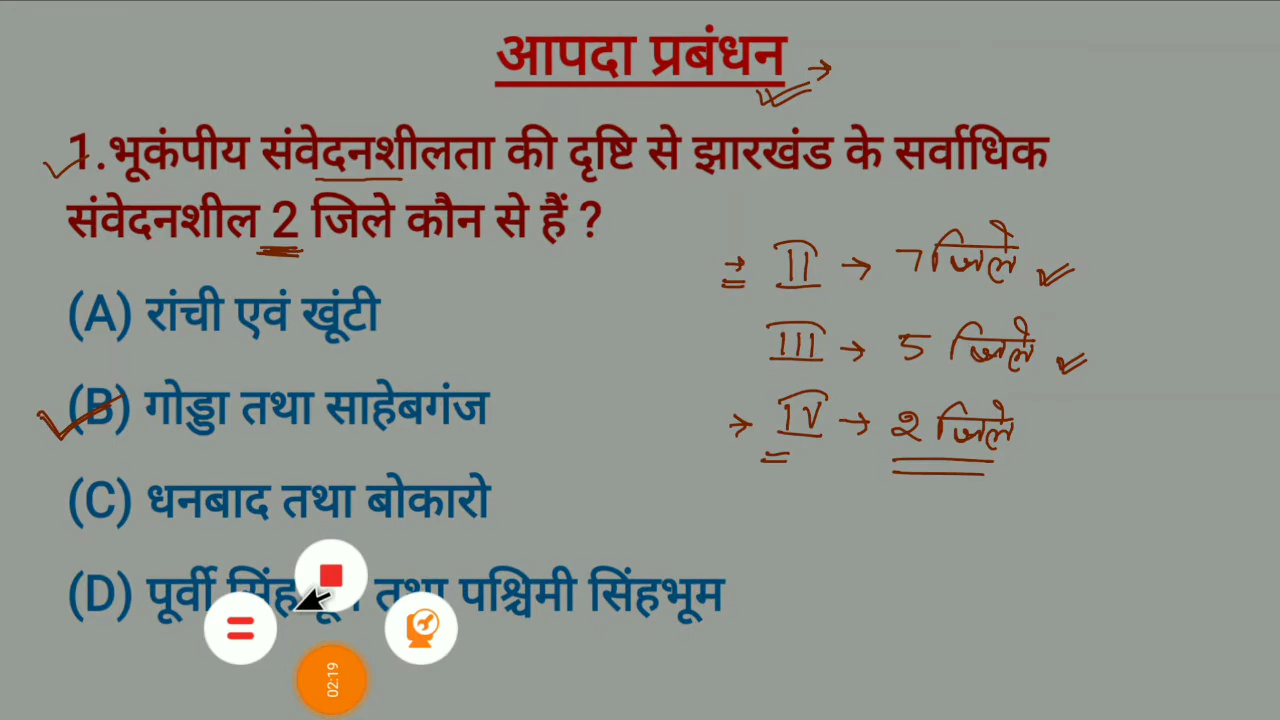 आपदा प्रबंधन
1.भूकंपीय संवेदनशीलता की दृष्टि से झारखंड के सर्वाधिक
संवेदनशील 2 जिले कौन से हैं ?
(A) रांची एवं खूंटी
(B) गोड्डा तथा साहेबगंज
(C) धनबाद तथा बोकारो
(D) पूर्वी सिंहभूम तथा पश्चिमी सिंहभूम
→ II → 7 जिले
III → 5 जिले
→ IV → 2 जिले
02:19